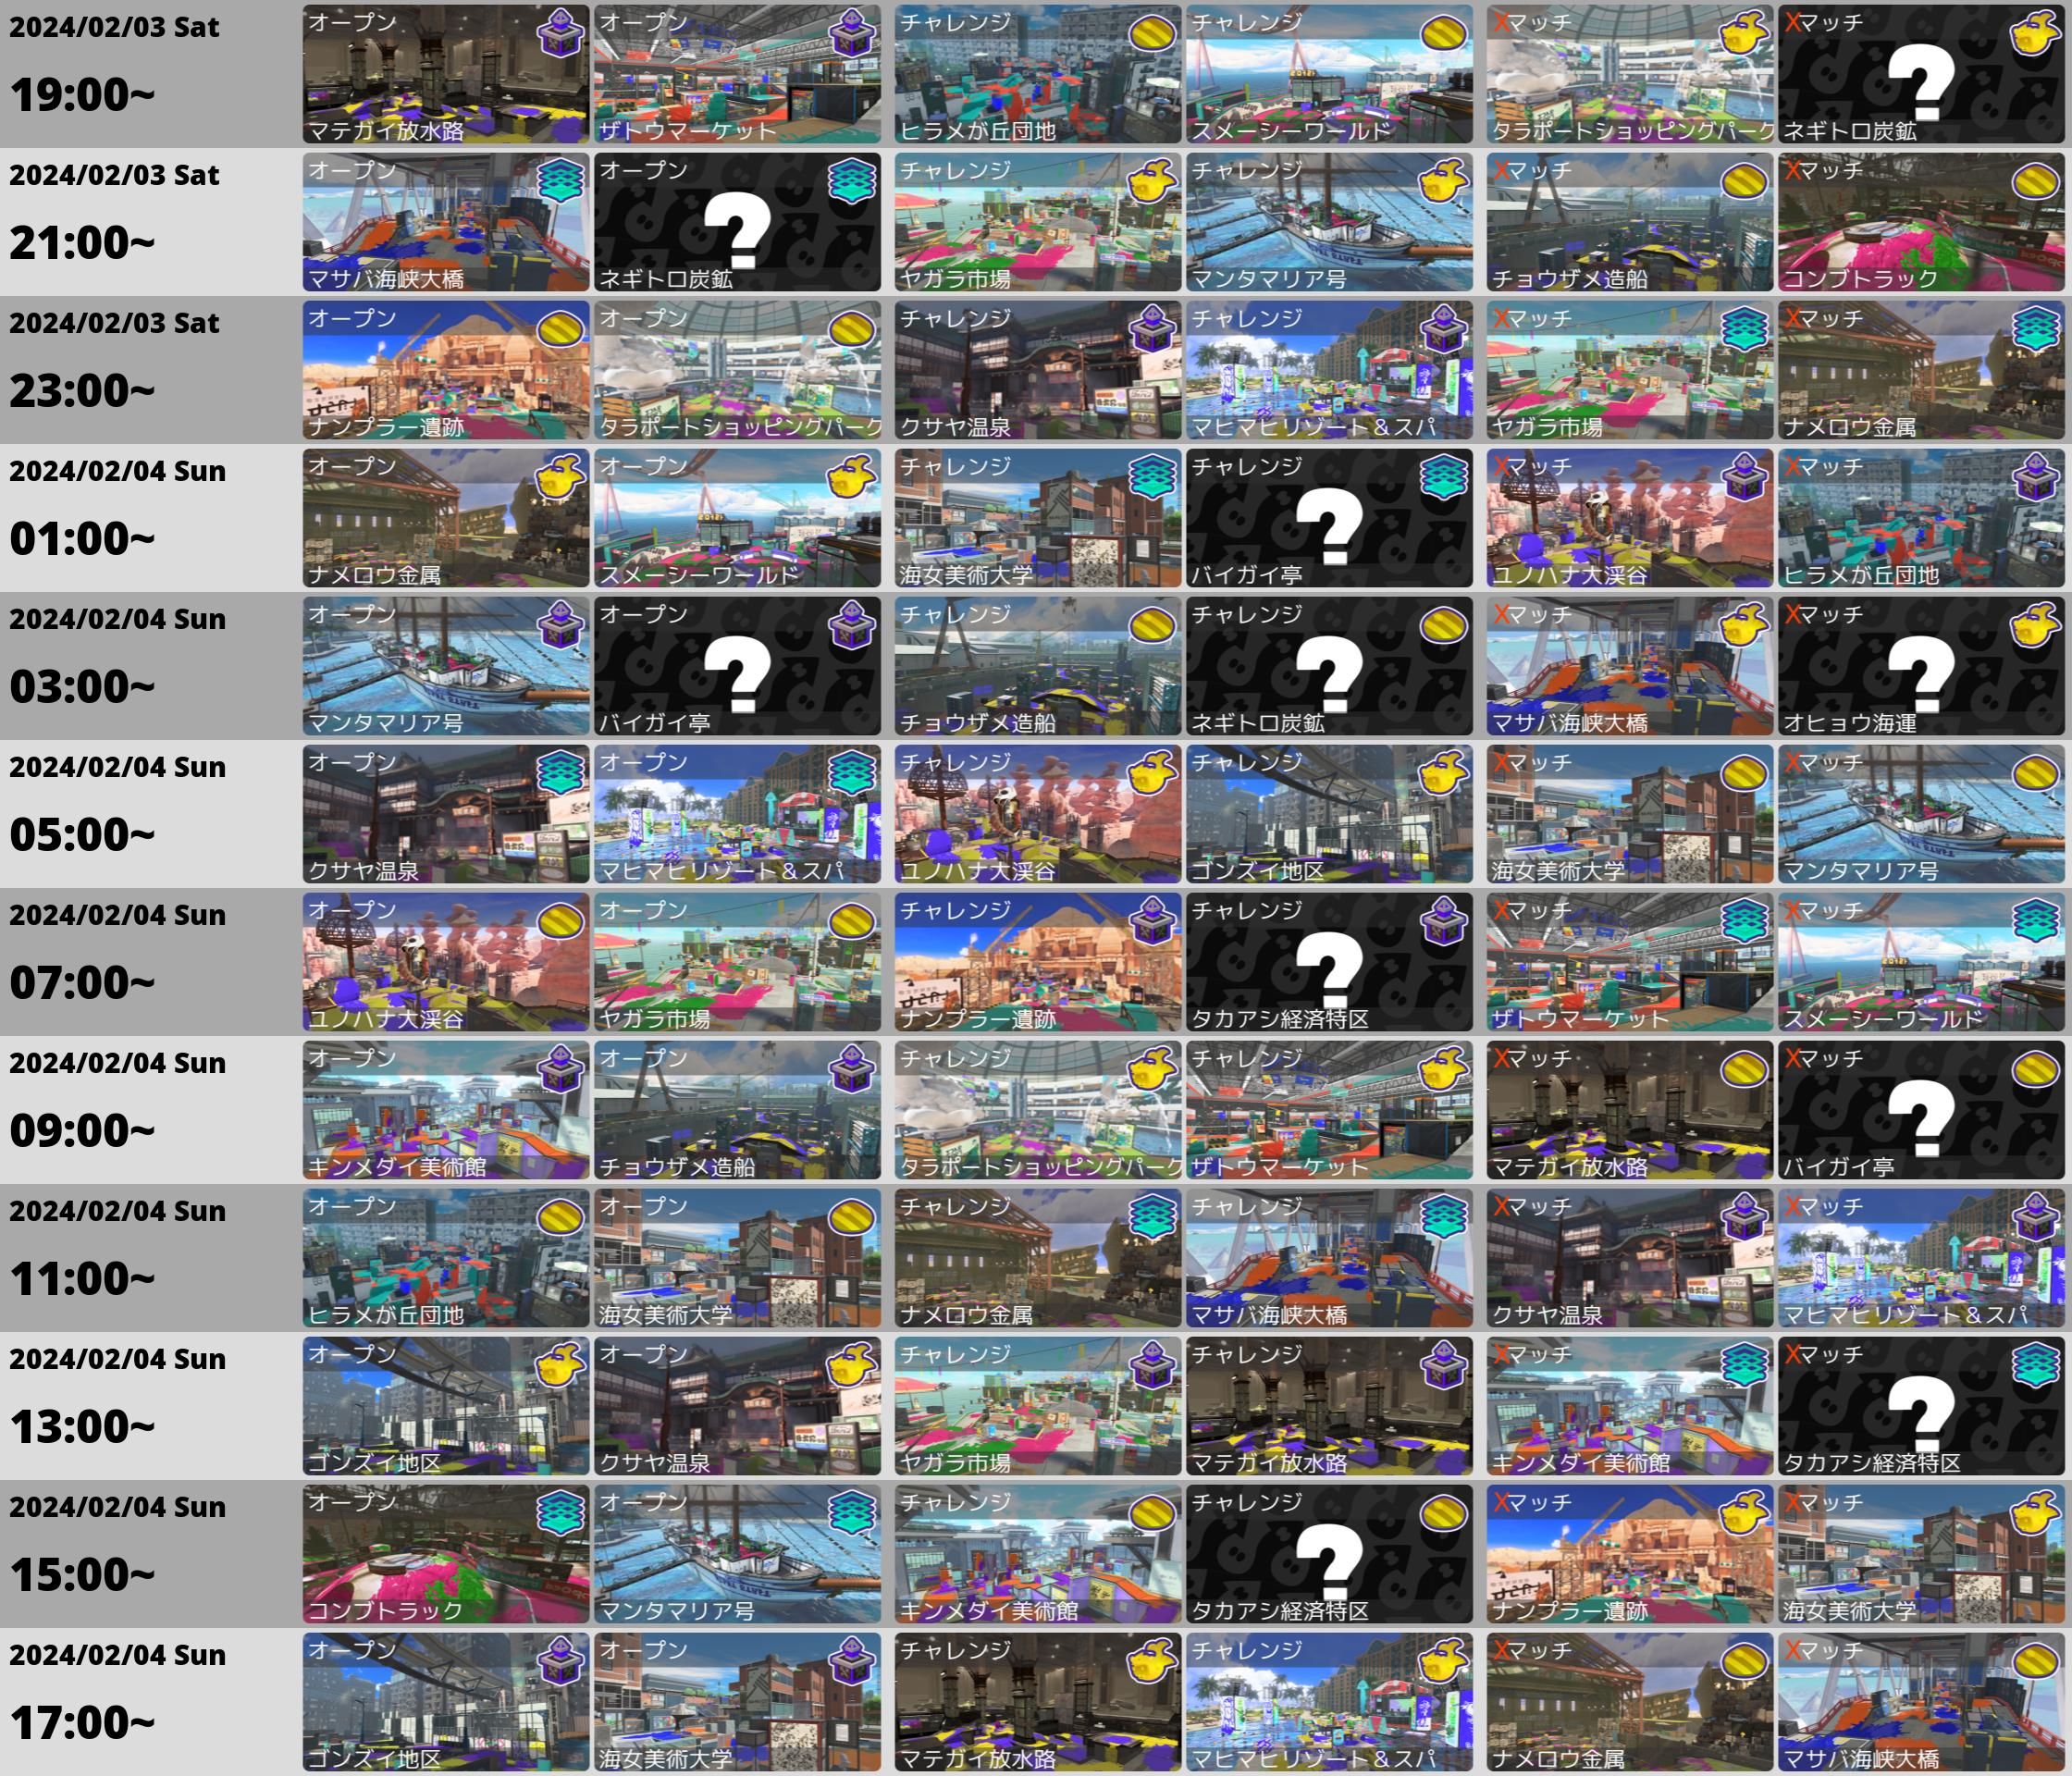 2024/02/03 Sat
19:00~
オープン
マテガイ放水路
オープン
ザトウマーケット
チャレンジ
ヒラメが丘団地
チャレンジ
スメーシーワールド
Xマッチ
タラポートショッピングパーク
Xマッチ
?
ネギトロ炭鉱
2024/02/03 Sat
21:00~
オープン
マサバ海峡大橋
オープン
?
ネギトロ炭鉱
チャレンジ
ヤガラ市場
チャレンジ
マンタマリア号
Xマッチ
チョウザメ造船
Xマッチ
コンブトラック
2024/02/03 Sat
23:00~
オープン
ナンプラー遺跡
オープン
タラポートショッピングパーク
チャレンジ
クサヤ温泉
チャレンジ
マヒマヒリゾート＆スパ
Xマッチ
ヤガラ市場
Xマッチ
ナメロウ金属
2024/02/04 Sun
01:00~
オープン
ナメロウ金属
オープン
スメーシーワールド
チャレンジ
海女美術大学
チャレンジ
?
バイガイ亭
Xマッチ
ユノハナ大渓谷
Xマッチ
ヒラメが丘団地
2024/02/04 Sun
03:00~
オープン
マンタマリア号
オープン
?
バイガイ亭
チャレンジ
チョウザメ造船
チャレンジ
?
ネギトロ炭鉱
Xマッチ
マサバ海峡大橋
Xマッチ
?
オヒョウ海運
2024/02/04 Sun
05:00~
オープン
クサヤ温泉
オープン
マヒマヒリゾート＆スパ
チャレンジ
ユノハナ大渓谷
チャレンジ
ゴンズイ地区
Xマッチ
海女美術大学
Xマッチ
マンタマリア号
2024/02/04 Sun
07:00~
オープン
ユノハナ大渓谷
オープン
ヤガラ市場
チャレンジ
ナンプラー遺跡
チャレンジ
?
タカアシ経済特区
Xマッチ
ザトウマーケット
Xマッチ
スメーシーワールド
2024/02/04 Sun
09:00~
オープン
キンメダイ美術館
オープン
チョウザメ造船
チャレンジ
タラポートショッピングパーク
チャレンジ
ザトウマーケット
Xマッチ
マテガイ放水路
Xマッチ
?
バイガイ亭
2024/02/04 Sun
11:00~
オープン
ヒラメが丘団地
オープン
海女美術大学
チャレンジ
ナメロウ金属
チャレンジ
マサバ海峡大橋
Xマッチ
クサヤ温泉
Xマッチ
マヒマヒリゾート＆スパ
2024/02/04 Sun
13:00~
オープン
ゴンズイ地区
オープン
クサヤ温泉
チャレンジ
ヤガラ市場
チャレンジ
マテガイ放水路
Xマッチ
キンメダイ美術館
Xマッチ
?
タカアシ経済特区
2024/02/04 Sun
15:00~
オープン
コンブトラック
オープン
マンタマリア号
チャレンジ
キンメダイ美術館
チャレンジ
?
タカアシ経済特区
Xマッチ
ナンプラー遺跡
Xマッチ
海女美術大学
2024/02/04 Sun
17:00~
オープン
ゴンズイ地区
オープン
海女美術大学
チャレンジ
マテガイ放水路
チャレンジ
マヒマヒリゾート＆スパ
Xマッチ
ナメロウ金属
Xマッチ
マサバ海峡大橋